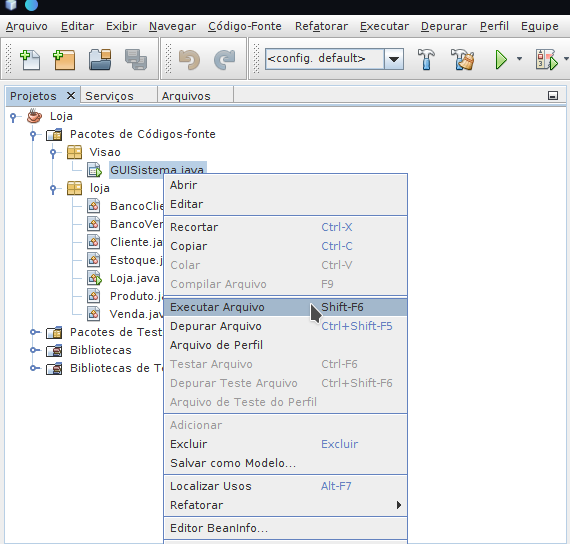 Arquivo Editar Exibir Navegar Código-Fonte Refatorar Executar Depurar Perfil Equipe
<config. default>
Projetos Serviços Arquivos
Loja
Pacotes de Códigos-fonte
Visao
GUISistema.java
loja
BancoClie
BancoVen
Cliente.ja
Estoque.ja
Loja.java
Produto.ja
Venda.jav
Pacotes de Teste
Bibliotecas
Bibliotecas de Te
Abrir
Editar
Recortar Ctrl-X
Copiar Ctrl-C
Colar Ctrl-V
Compilar Arquivo F9
Executar Arquivo Shift-F6
Depurar Arquivo Ctrl+Shift-F5
Arquivo de Perfil
Testar Arquivo Ctrl-F6
Depurar Teste Arquivo Ctrl+Shift-F6
Arquivo de Teste do Perfil
Adicionar
Excluir Excluir
Salvar como Modelo...
Localizar Usos Alt-F7
Refatorar
Editor BeanInfo...